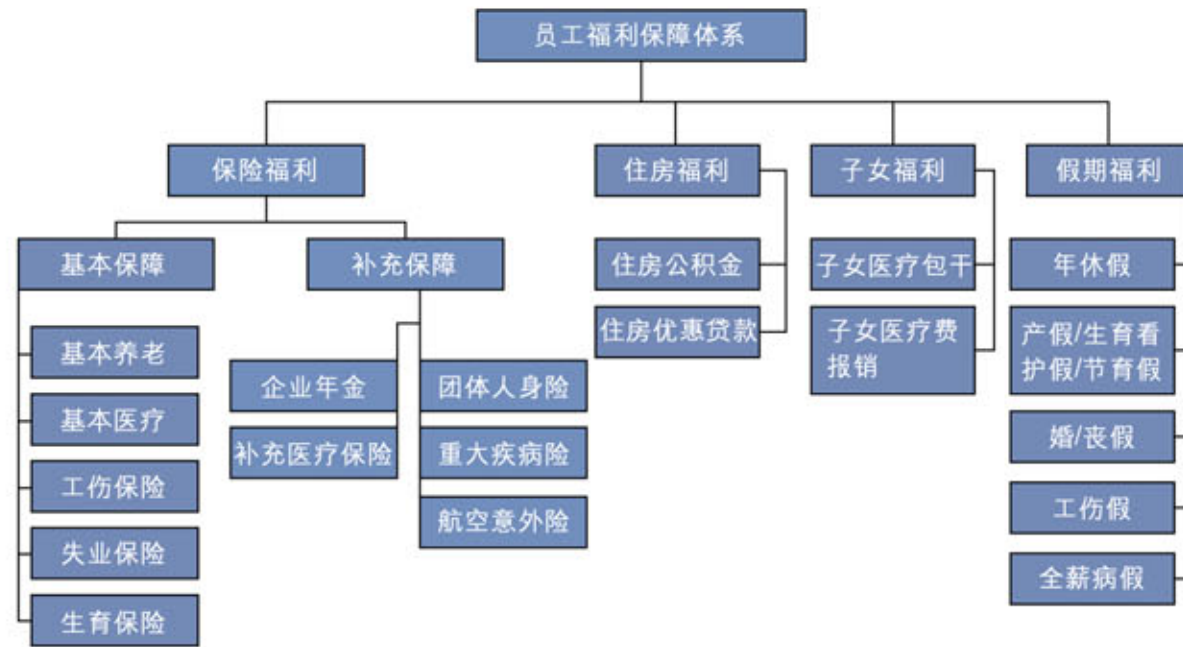 员工福利保障体系
保险福利
住房福利
子女福利
假期福利
基本保障
补充保障
住房公积金
子女医疗包干
年休假
住房优惠贷款
子女医疗费
报销
产假/生育看
护假/节育假
基本养老
企业年金
团体人身险
基本医疗
补充医疗保险
重大疾病险
婚/丧假
工伤保险
航空意外险
工伤假
失业保险
全薪病假
生育保险